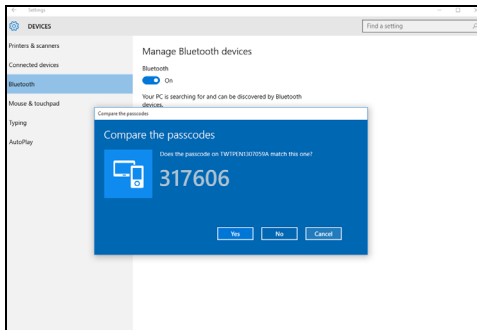 Settings
DEVICES
Find a setting
Printers & scanners
Connected devices
Bluetooth
Mouse & touchpad
Typing
AutoPlay
Manage Bluetooth devices
Bluetooth
On
Your PC is searching for and can be discovered by Bluetooth
devices.
Compare the passcodes
Compare the passcodes
Does the passcode on TWTPEN1307059A match this one?
317606
Yes
No
Cancel